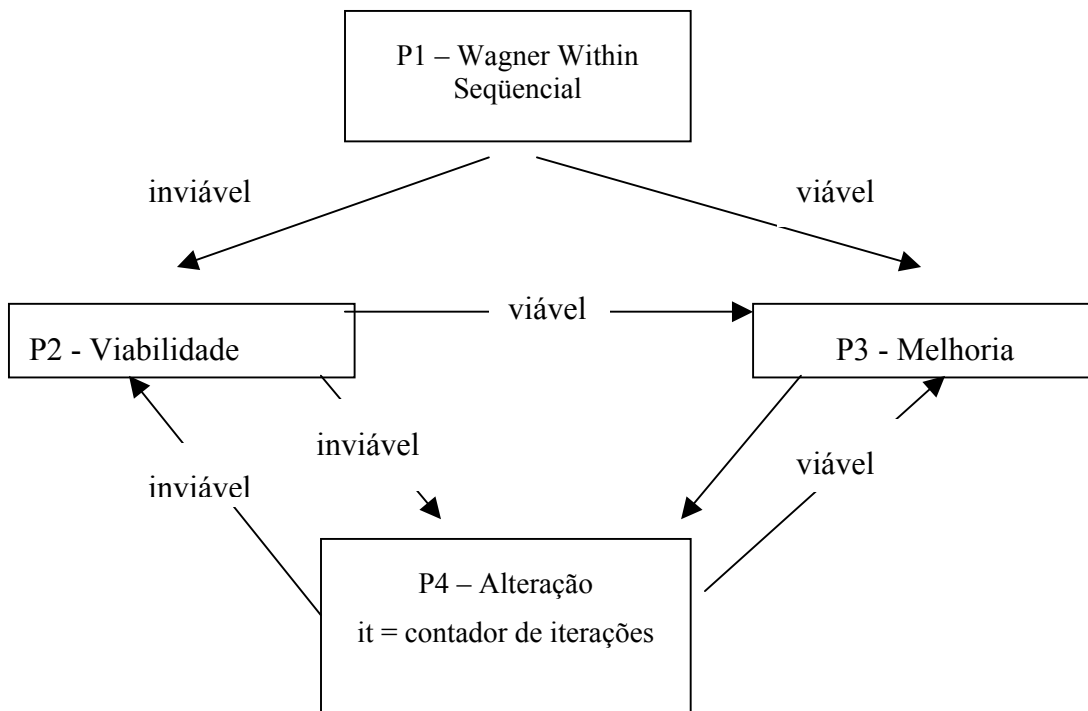 P1 – Wagner Within
Seqüencial
inviável
viável
viável
P2 - Viabilidade
P3 - Melhoria
inviável
viável
inviável
P4 – Alteração
it = contador de iterações